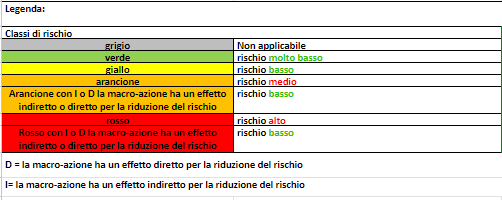 Legenda:
Classi di rischio
grigio Non applicabile
verde rischio molto basso
giallo rischio basso
arancione rischio medio
Arancione con I o D la macro-azione ha un effetto
indiretto o diretto per la riduzione del rischio rischio basso
rosso rischio alto
Rosso con I o D la macro-azione ha un effetto
indiretto o diretto per la riduzione del rischio rischio basso
D = la macro-azione ha un effetto diretto per la riduzione del rischio
I= la macro-azione ha un effetto indiretto per la riduzione del rischio